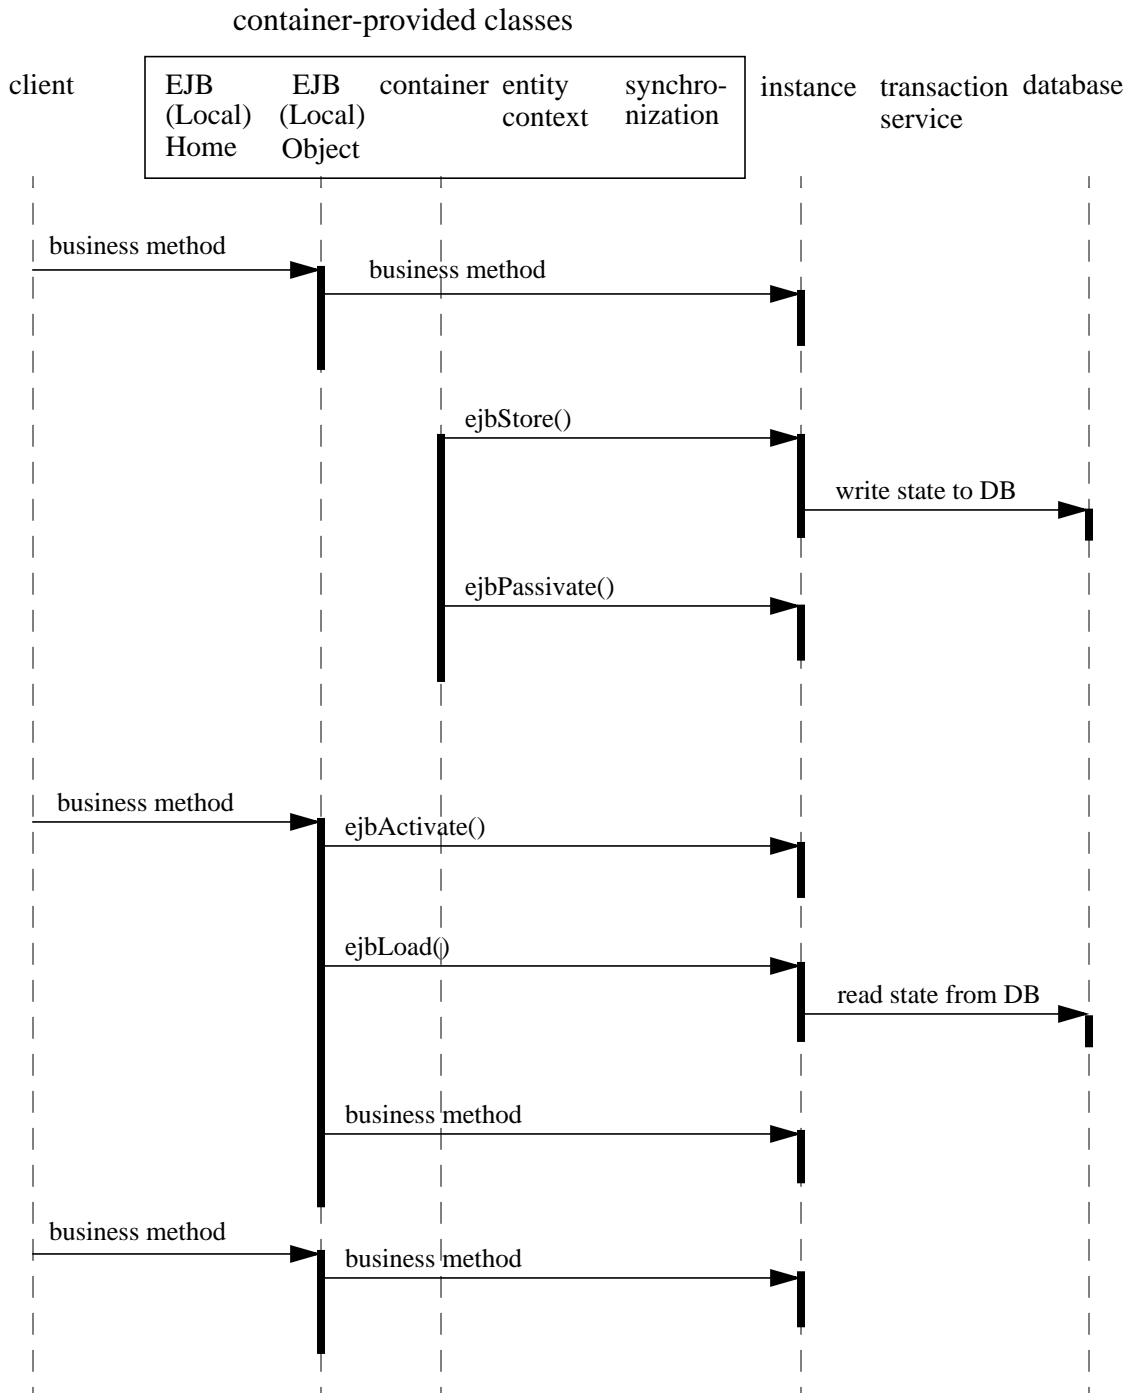 container-provided classes
client
EJB
(Local)
Home
EJB
(Local)
Object
container
entity
context
synchro-
nization
instance
transaction
service
database
business method
business method
ejbStore()
write state to DB
ejbPassivate()
business method
ejbActivate()
ejbLoad()
read state from DB
business method
business method
business method